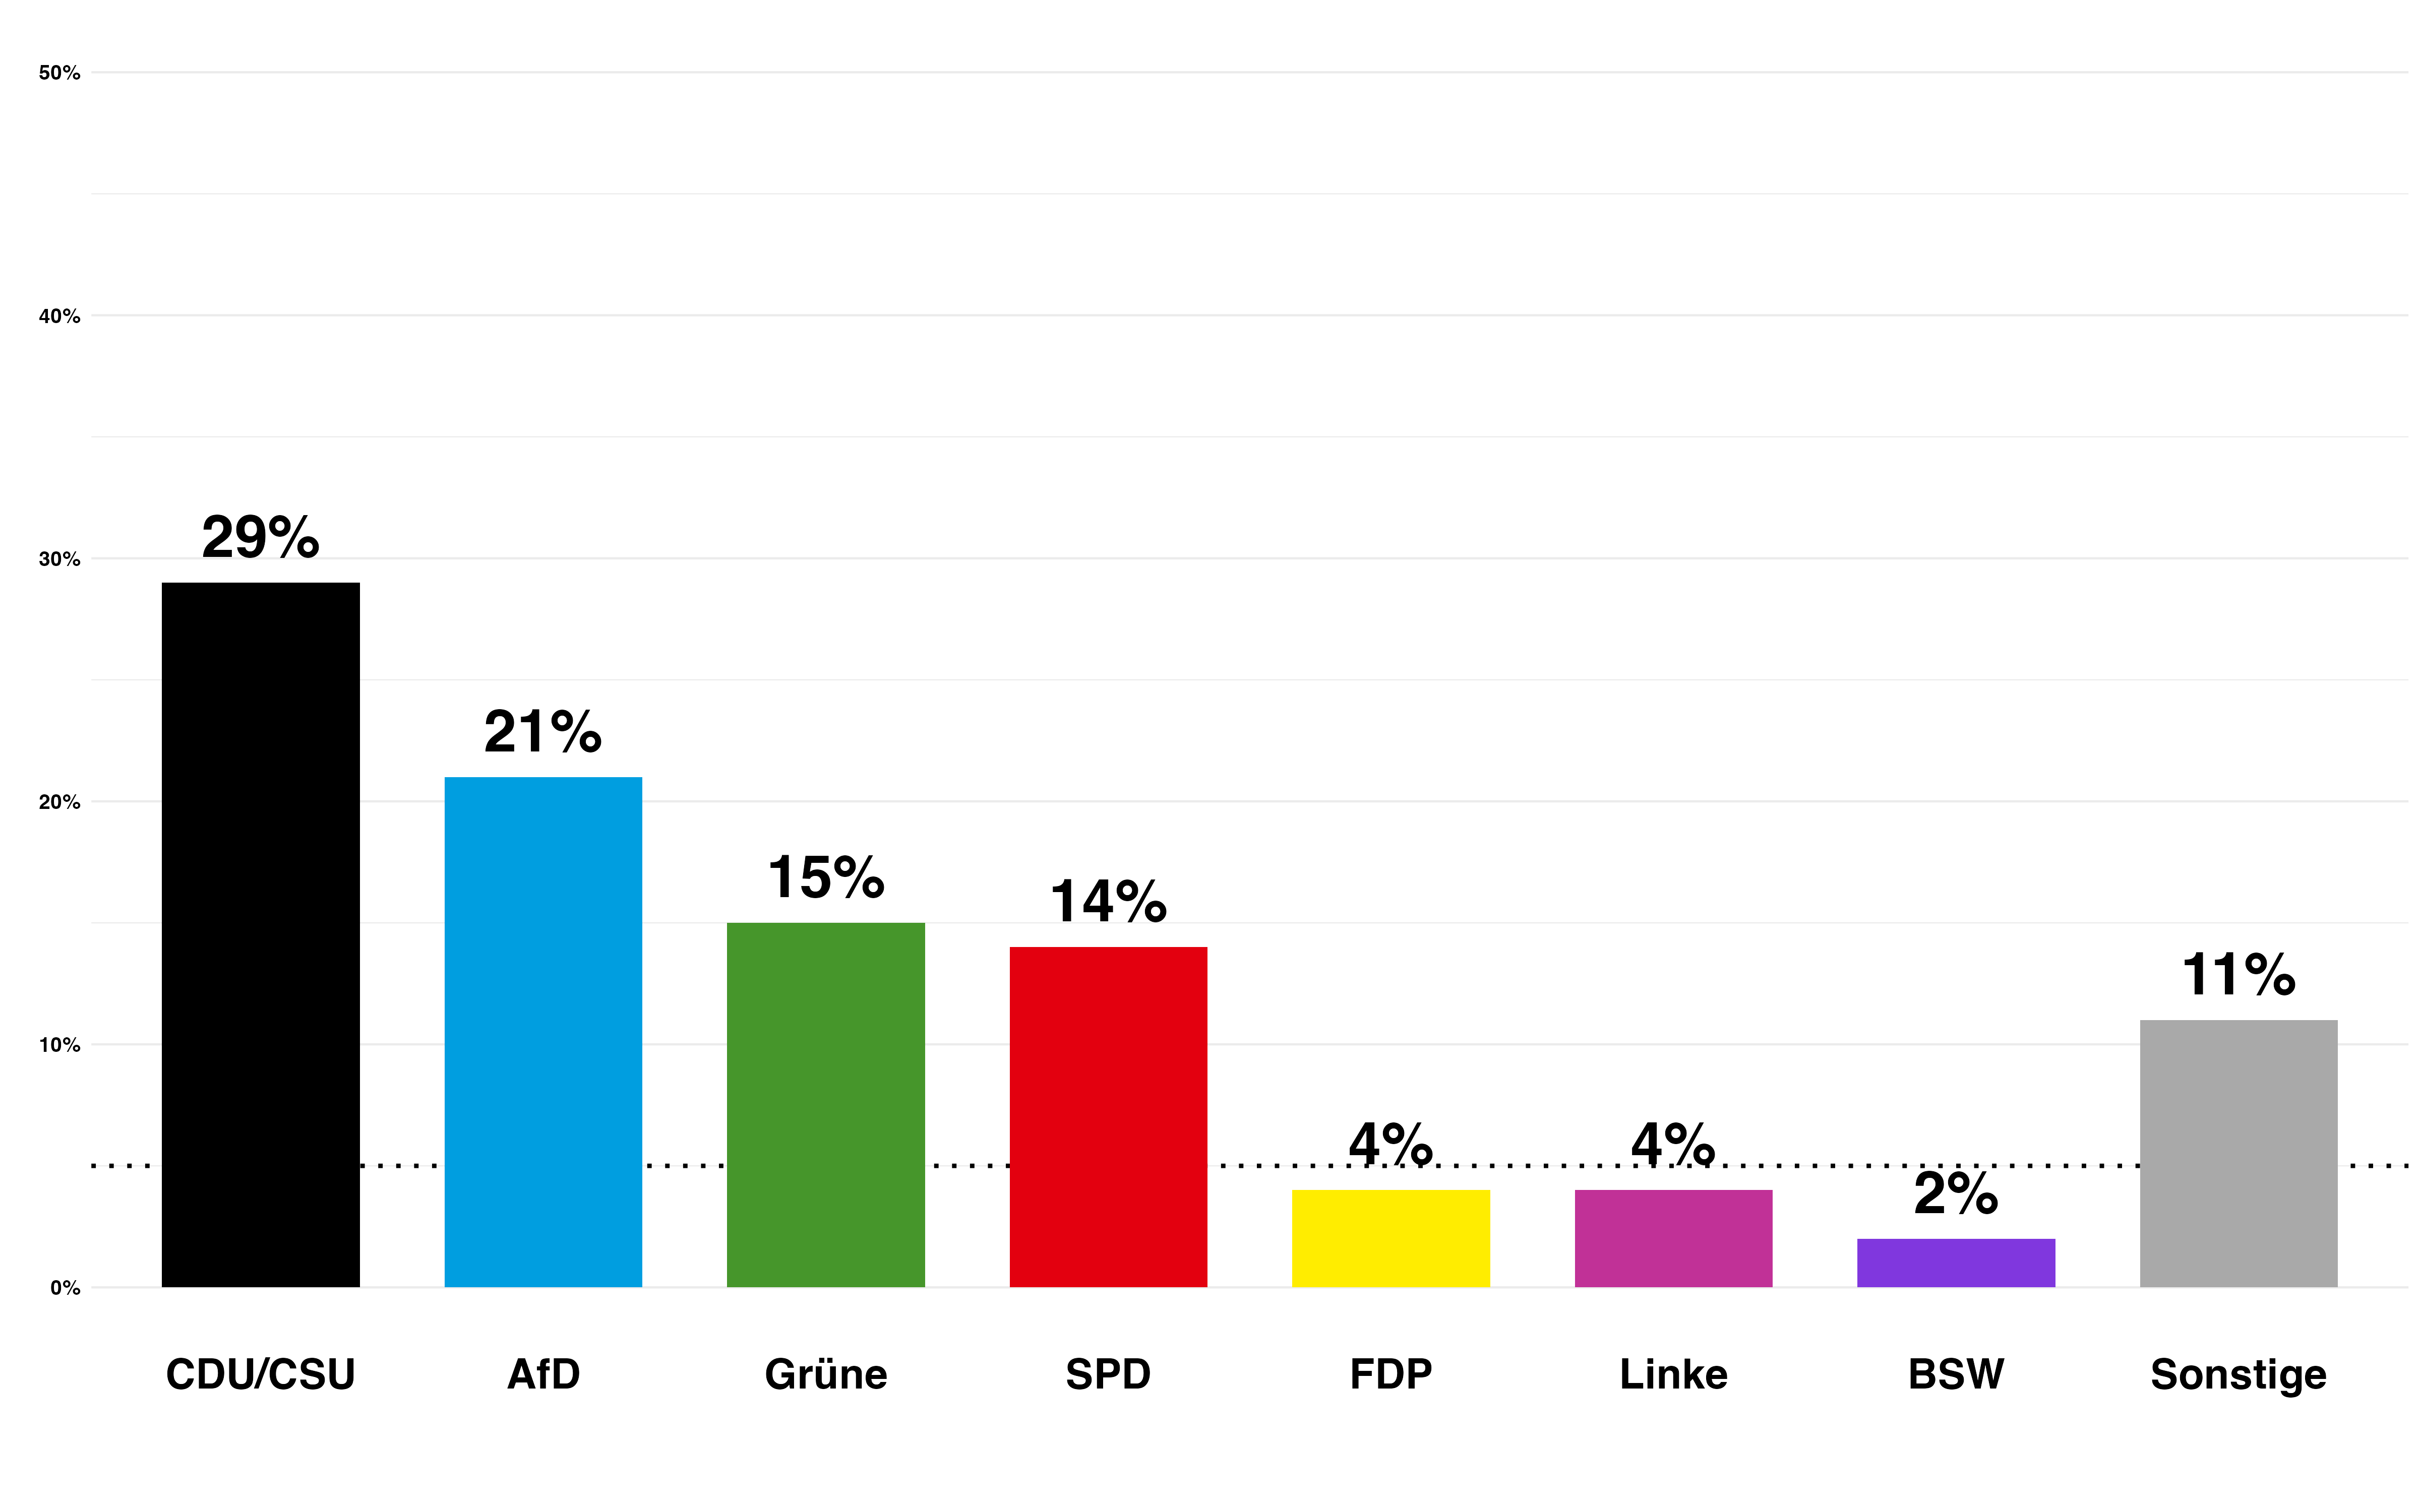 50%
40%
30%
20%
10%
0%
29%
21%
15%
14%
4%
4%
2%
11%
CDU/CSU
AfD
Grüne
SPD
FDP
Linke
BSW
Sonstige